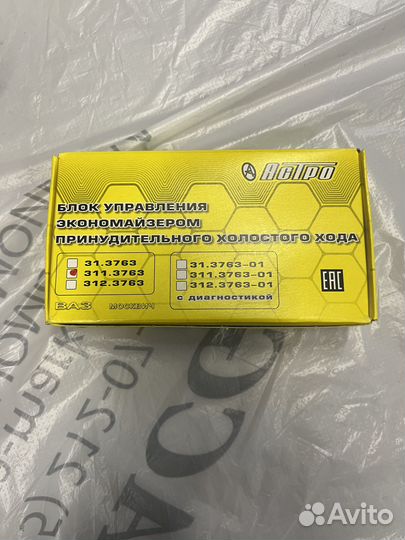 Астро
БЛОК УПРАВЛЕНИЯ
ЭКОНОМАЙЗЕРОМ
ПРИНУДИТЕЛЬНОГО ХОЛОСТОГО ХОДА
31.3763
311.3763
312.3763
31.3763-01
311.3763-01
312.3763-01
с диагностикой
ВАЗ МОСКВИЧ
EAC
Avito